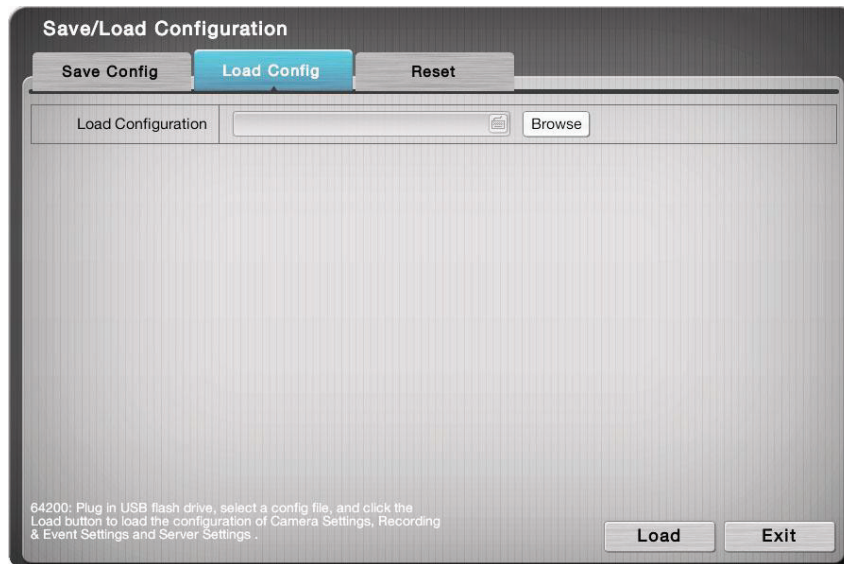 Save/Load Configuration
Save Config Load Config Reset
Load Configuration Browse
64200: Plug in USB flash drive, select a config file, and click the
Load button to load the configuration of Camera Settings, Recording
& Event Settings and Server Settings .
Load Exit